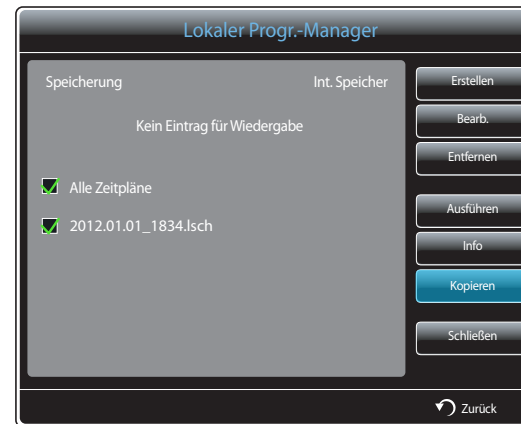 Lokaler Progr.-Manager
Speicherung Int. Speicher
Kein Eintrag für Wiedergabe
Alle Zeitpläne
2012.01.01_1834.lsch
Erstellen
Bearb.
Entfernen
Ausführen
Info
Kopieren
Schließen
Zurück